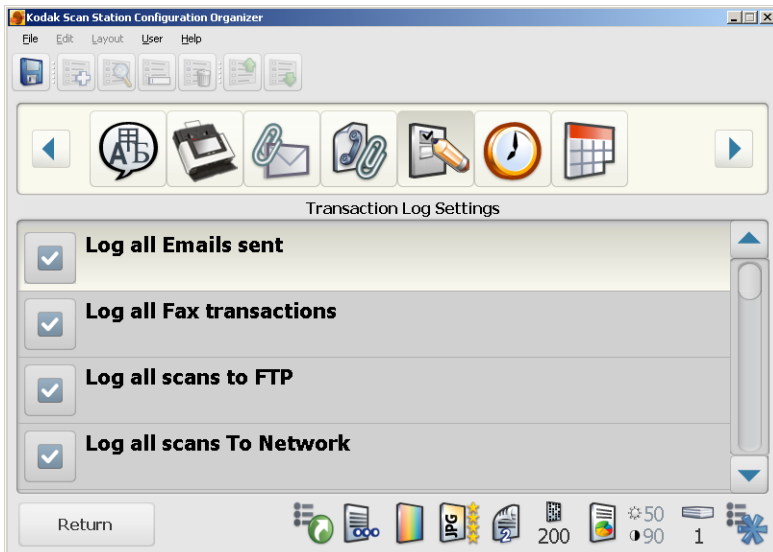 Kodak Scan Station Configuration Organizer
File Edit Layout User Help
А Б
Transaction Log Settings
Log all Emails sent
Log all Fax transactions
Log all scans to FTP
Log all scans To Network
Return
JPG
2
200
50
90
1